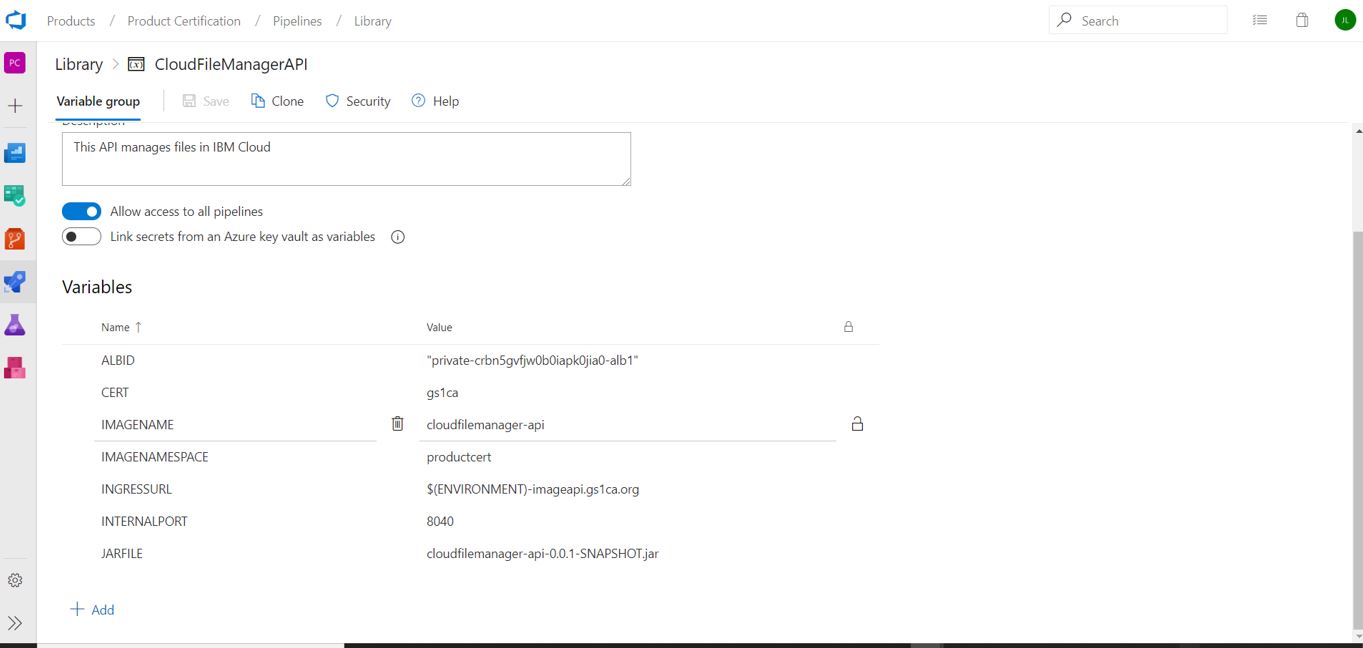 Products / Product Certification / Pipelines / Library
Search
JL
PC
Library > (x) CloudFileManagerAPI
Variable group Save Clone Security Help
Description
This API manages files in IBM Cloud
Allow access to all pipelines
Link secrets from an Azure key vault as variables
Variables
Name ↑ Value
ALBID "private-crbn5gvfjw0b0iapk0jia0-alb1"
CERT gs1ca
IMAGENAME cloudfilemanager-api
IMAGENAMESPACE productcert
INGRESSURL $(ENVIRONMENT)-imageapi.gs1ca.org
INTERNALPORT 8040
JARFILE cloudfilemanager-api-0.0.1-SNAPSHOT.jar
+ Add